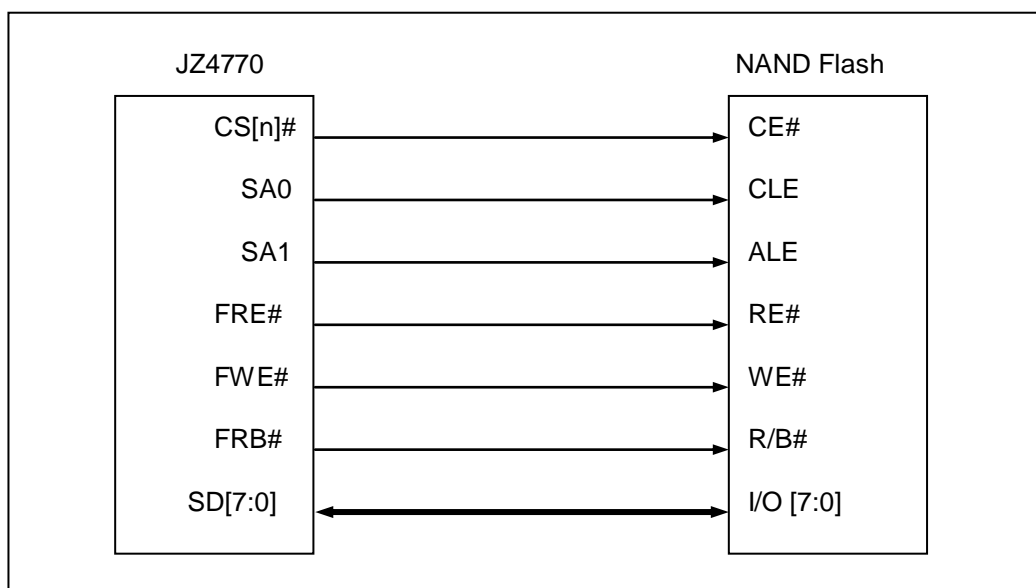 JZ4770 NAND Flash
CS[n]# CE#
SA0 CLE
SA1 ALE
FRE# RE#
FWE# WE#
FRB# R/B#
SD[7:0] I/O [7:0]